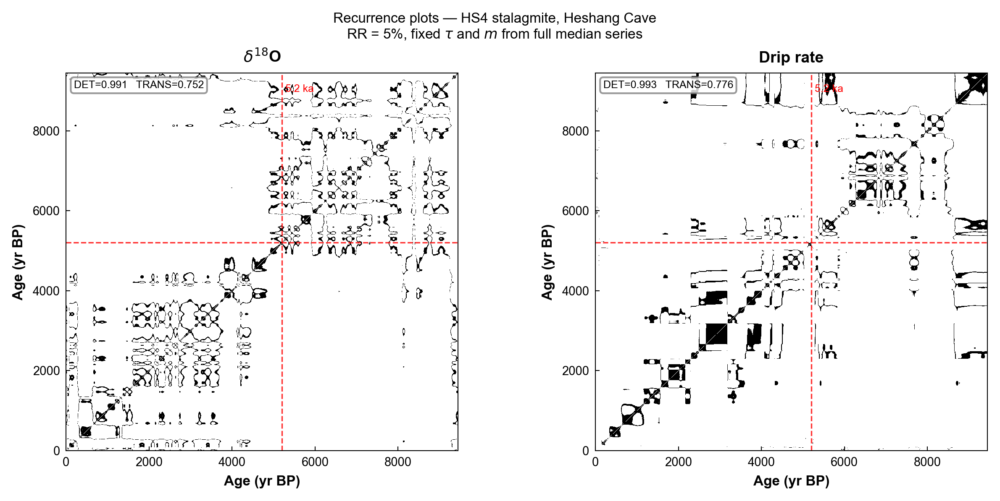 Recurrence plots — HS4 stalagmite, Heshang Cave
RR = 5%, fixed τ and m from full median series
δ¹⁸O
DET=0.991 TRANS=0.752
5.2 ka
8000
6000
4000
2000
0
Age (yr BP)
0 2000 4000 6000 8000
Age (yr BP)
Drip rate
DET=0.993 TRANS=0.776
5.2 ka
8000
6000
4000
2000
0
Age (yr BP)
0 2000 4000 6000 8000
Age (yr BP)